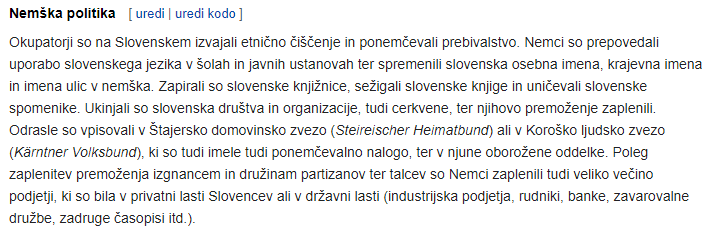 Nemška politika [ uredi | uredi kodo ]
Okupatorji so na Slovenskem izvajali etnično čiščenje in ponemčevali prebivalstvo. Nemci so prepovedali
uporabo slovenskega jezika v šolah in javnih ustanovah ter spremenili slovenska osebna imena, krajevna imena
in imena ulic v nemška. Zapirali so slovenske knjižnice, sežigali slovenske knjige in uničevali slovenske
spomenike. Ukinjali so slovenska društva in organizacije, tudi cerkvene, ter njihovo premoženje zaplenili.
Odrasle so vpisovali v Štajersko domovinsko zvezo (Steireischer Heimatbund) ali v Koroško ljudsko zvezo
(Kärntner Volksbund), ki so tudi imele tudi ponemčevalno nalogo, ter v njune oborožene oddelke. Poleg
zaplenitev premoženja izgnancem in družinam partizanov ter talcev so Nemci zaplenili tudi veliko večino
podjetji, ki so bila v privatni lasti Slovencev ali v državni lasti (industrijska podjetja, rudniki, banke, zavarovalne
družbe, zadruge časopisi itd.).